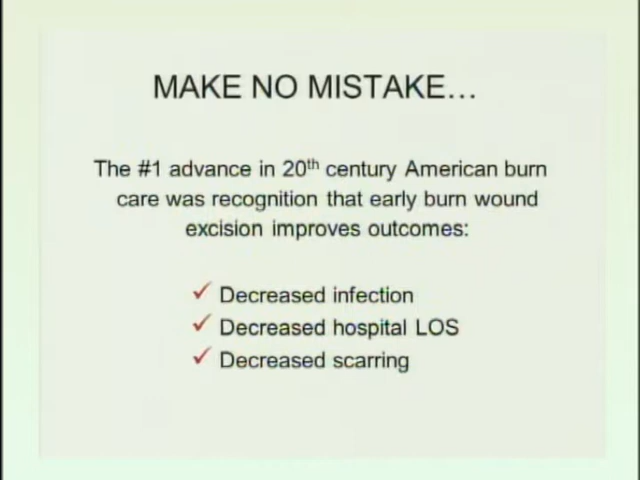 MAKE NO MISTAKE…
The #1 advance in 20th century American burn
care was recognition that early burn wound
excision improves outcomes:
✓ Decreased infection
✓ Decreased hospital LOS
✓ Decreased scarring